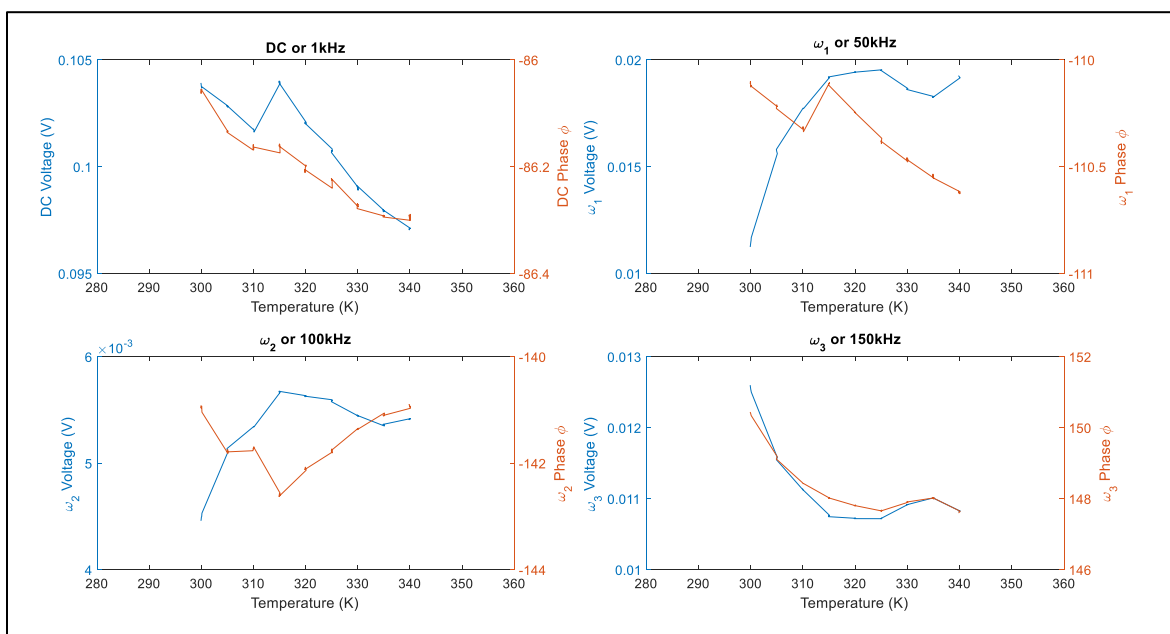 DC or 1kHz
0.105
0.1
0.095
DC Voltage (V)
-86
-86.2
-86.4
DC Phase ϕ
280 290 300 310 320 330 340 350 360
Temperature (K)
ω1 or 50kHz
0.02
0.015
0.01
ω1 Voltage (V)
-110
-110.5
-111
ω1 Phase ϕ
280 290 300 310 320 330 340 350 360
Temperature (K)
ω2 or 100kHz
×10-3
6
5
4
ω2 Voltage (V)
-140
-142
-144
ω2 Phase ϕ
280 290 300 310 320 330 340 350 360
Temperature (K)
ω3 or 150kHz
0.013
0.012
0.011
0.01
ω3 Voltage (V)
152
150
148
146
ω3 Phase ϕ
280 290 300 310 320 330 340 350 360
Temperature (K)